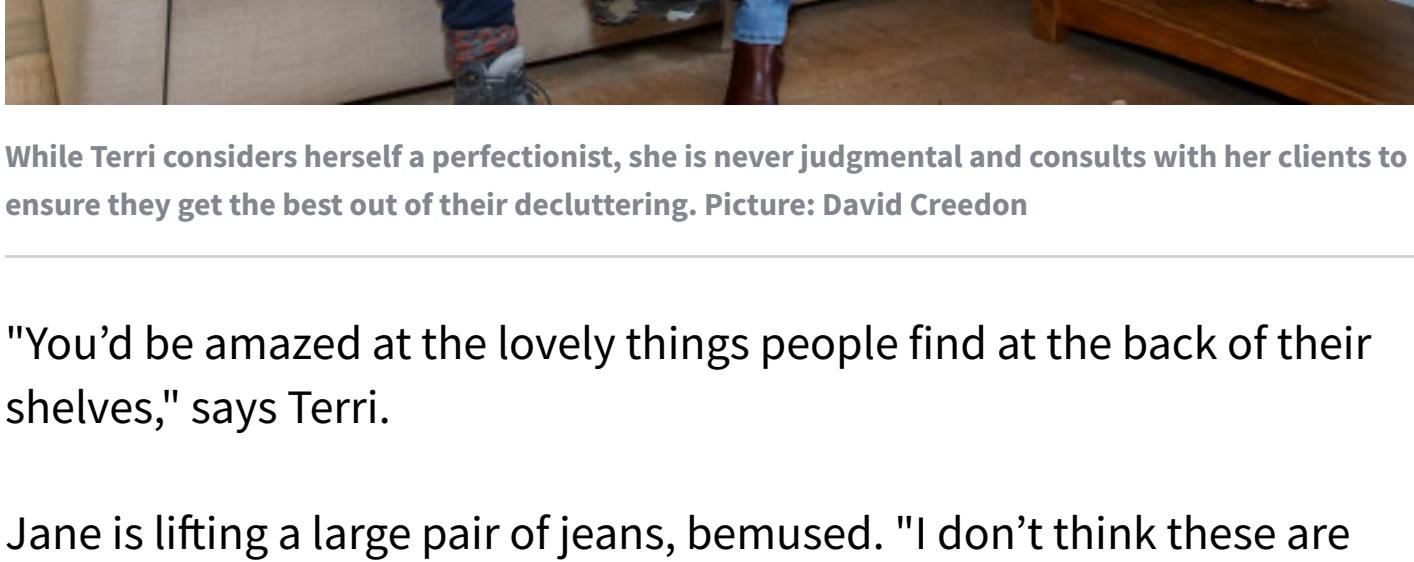 While Terri considers herself a perfectionist, she is never judgmental and consults with her clients to
ensure they get the best out of their decluttering. Picture: David Creedon
"You’d be amazed at the lovely things people find at the back of their
shelves," says Terri.
Jane is lifting a large pair of jeans, bemused. "I don’t think these are